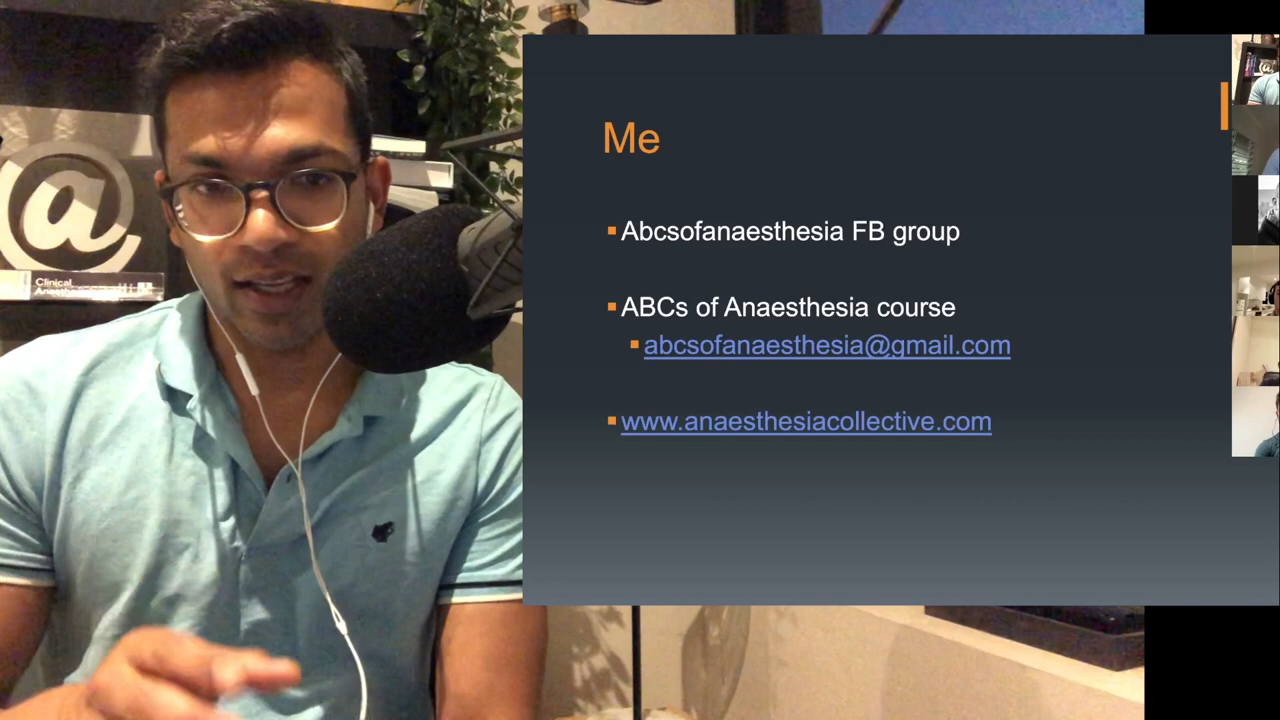 @
Clinical
Me
Abcsofanaesthesia FB group
ABCs of Anaesthesia course
abcsofanaesthesia@gmail.com
www.anaesthesiacollective.com